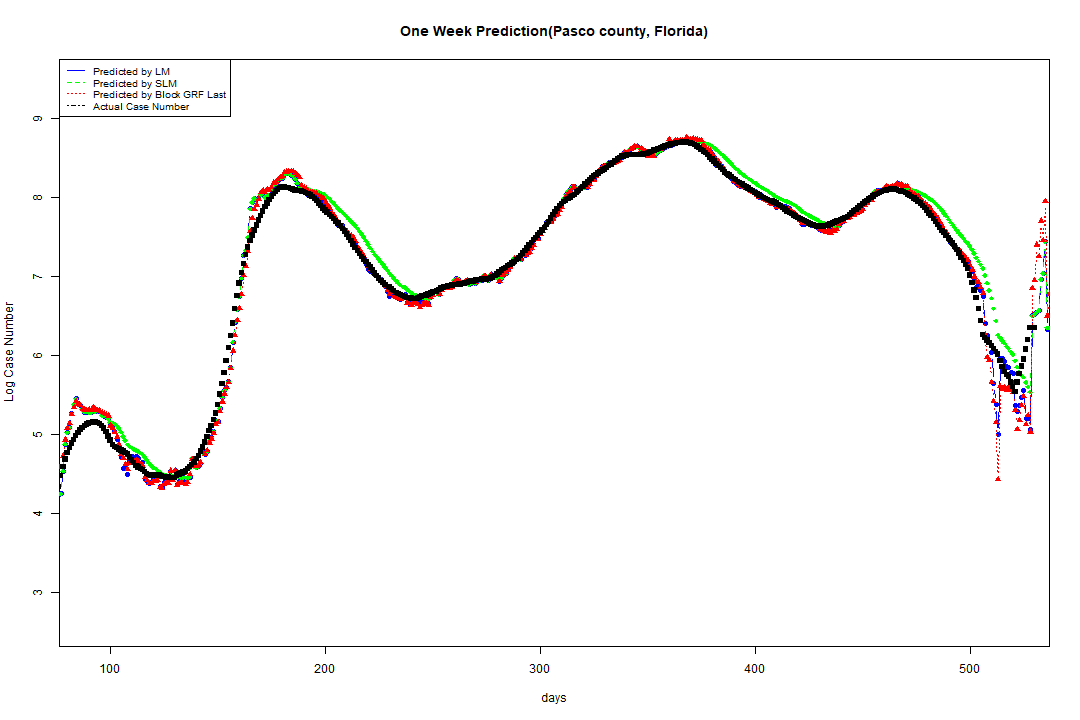 One Week Prediction(Pasco county, Florida)
Predicted by LM
Predicted by SLM
Predicted by Block GRF Last
Actual Case Number
9
8
7
6
5
4
3
Log Case Number
100 200 300 400 500
days